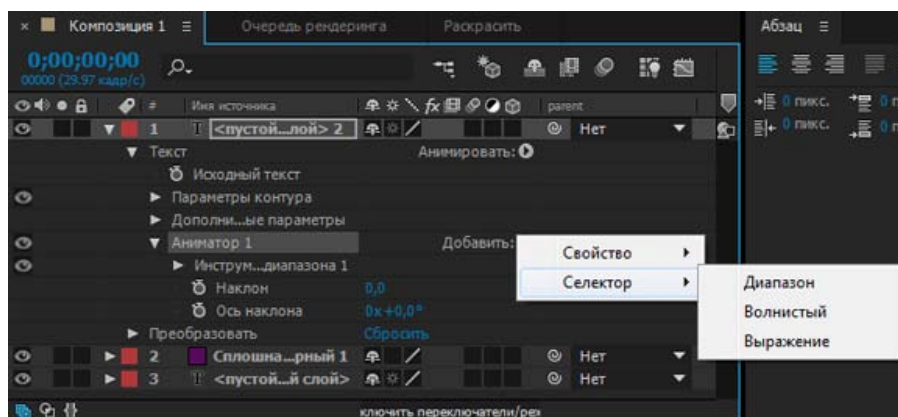 × Композиция 1 Очередь рендеринга Раскрасить Абзац
0;00;00;00
00000 (29.97 кадр/с)
# Имя источника parent
0 пикс. 0 п
0 пикс. 0 п
1 T <пустой...лой> 2 Нет
Текст Анимировать:
Исходный текст
Параметры контура
Дополни...ые параметры
Аниматор 1 Добавить:
Свойство
Инструм...диапазона 1
Селектор
Диапазон
Наклон 0,0
Волнистый
Ось наклона 0x+0,0°
Выражение
Преобразовать Сбросить
2 Сплошна...рный 1 Нет
3 T <пустой...й слой> Нет
ключить переключатели/реж